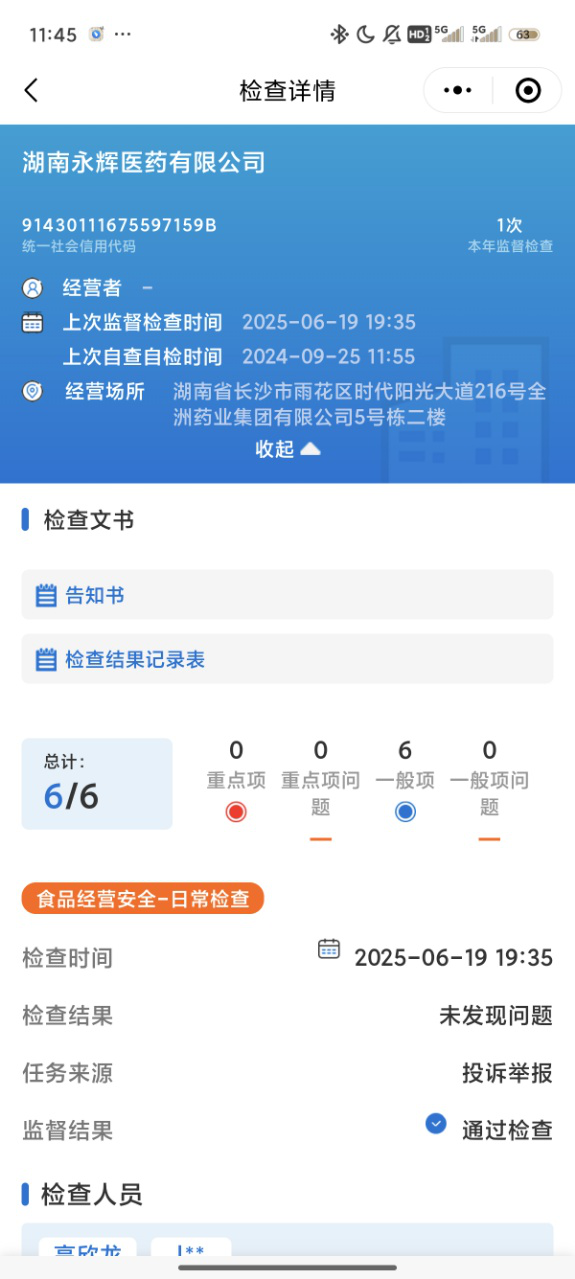 11:45
HD 5G 5G 63
检查详情
湖南永辉医药有限公司
91430111675597159B 1次
统一社会信用代码 本年监督检查
经营者 -
上次监督检查时间 2025-06-19 19:35
上次自查自检时间 2024-09-25 11:55
经营场所 湖南省长沙市雨花区时代阳光大道216号全
洲药业集团有限公司5号栋二楼
收起
检查文书
告知书
检查结果记录表
总计:
6/6
0 0 6 0
重点项 重点项问 一般项 一般项问
题 题
食品经营安全-日常检查
检查时间 2025-06-19 19:35
检查结果 未发现问题
任务来源 投诉举报
监督结果 通过检查
检查人员